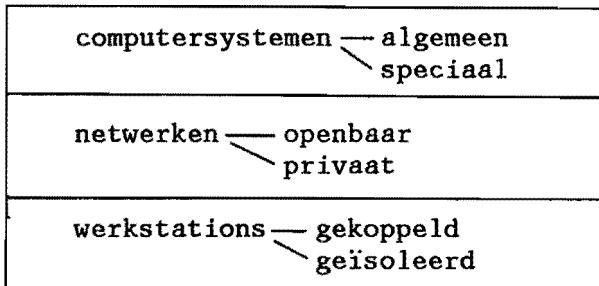 computersystemen algemeen
speciaal
netwerken openbaar
privaat
werkstations gekoppeld
geïsoleerd